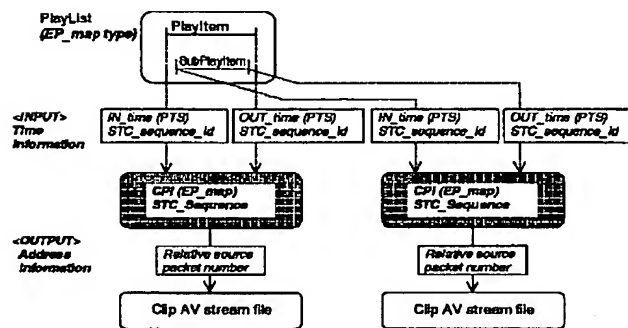 PlayList
(EP_map type)
PlayItem
SubPlayItem
<INPUT>
Time
Information
IN_time (PTS)
STC_sequence_id
OUT_time (PTS)
STC_sequence_id
IN_time (PTS)
STC_sequence_id
OUT_time (PTS)
STC_sequence_id
CPI (EP_map)
STC_Sequence
CPI (EP_map)
STC_Sequence
<OUTPUT>
Address
Information
Relative source
packet number
Relative source
packet number
Clip AV stream file
Clip AV stream file